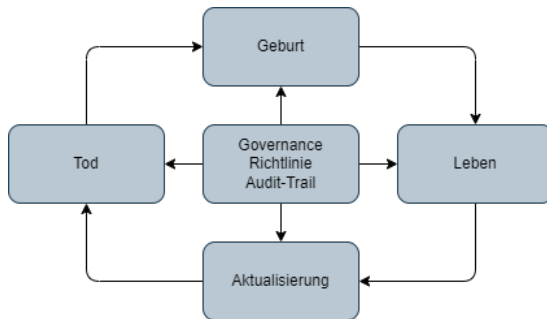 Geburt
Tod
Governance
Richtlinie
Audit-Trail
Leben
Aktualisierung